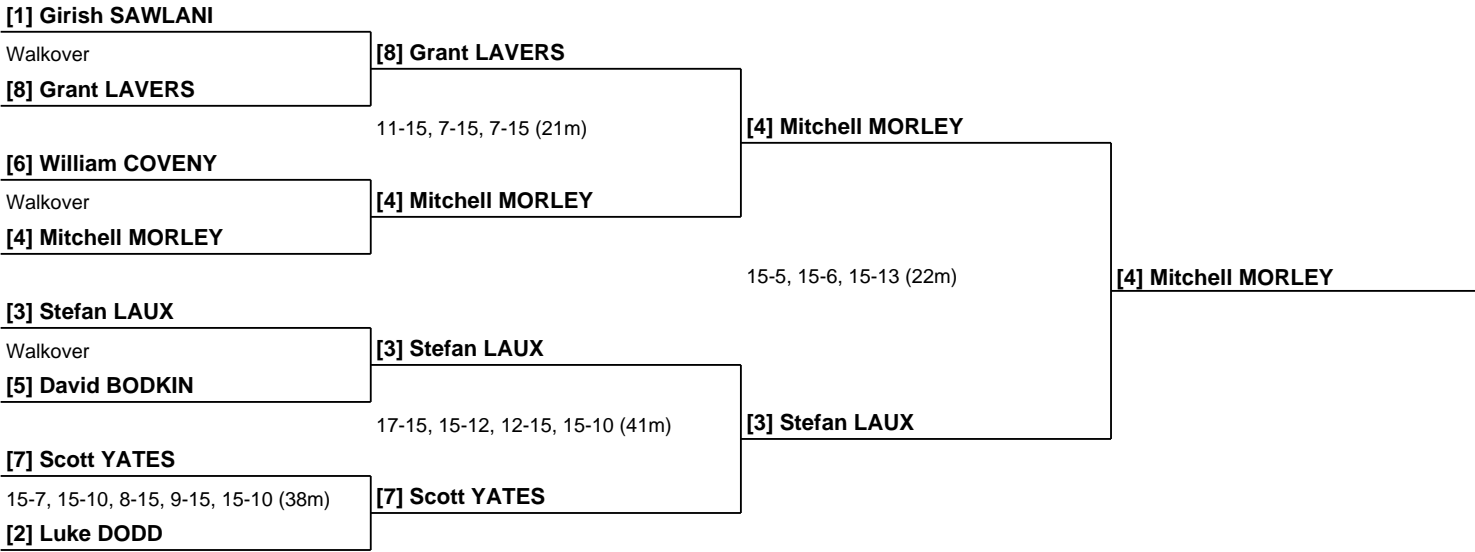 [1] Girish SAWLANI
Walkover
[8] Grant LAVERS
[8] Grant LAVERS
11-15, 7-15, 7-15 (21m)
[4] Mitchell MORLEY
[6] William COVENY
Walkover
[4] Mitchell MORLEY
[4] Mitchell MORLEY
15-5, 15-6, 15-13 (22m)
[4] Mitchell MORLEY
[3] Stefan LAUX
Walkover
[3] Stefan LAUX
[5] David BODKIN
17-15, 15-12, 12-15, 15-10 (41m)
[3] Stefan LAUX
[7] Scott YATES
15-7, 15-10, 8-15, 9-15, 15-10 (38m)
[7] Scott YATES
[2] Luke DODD